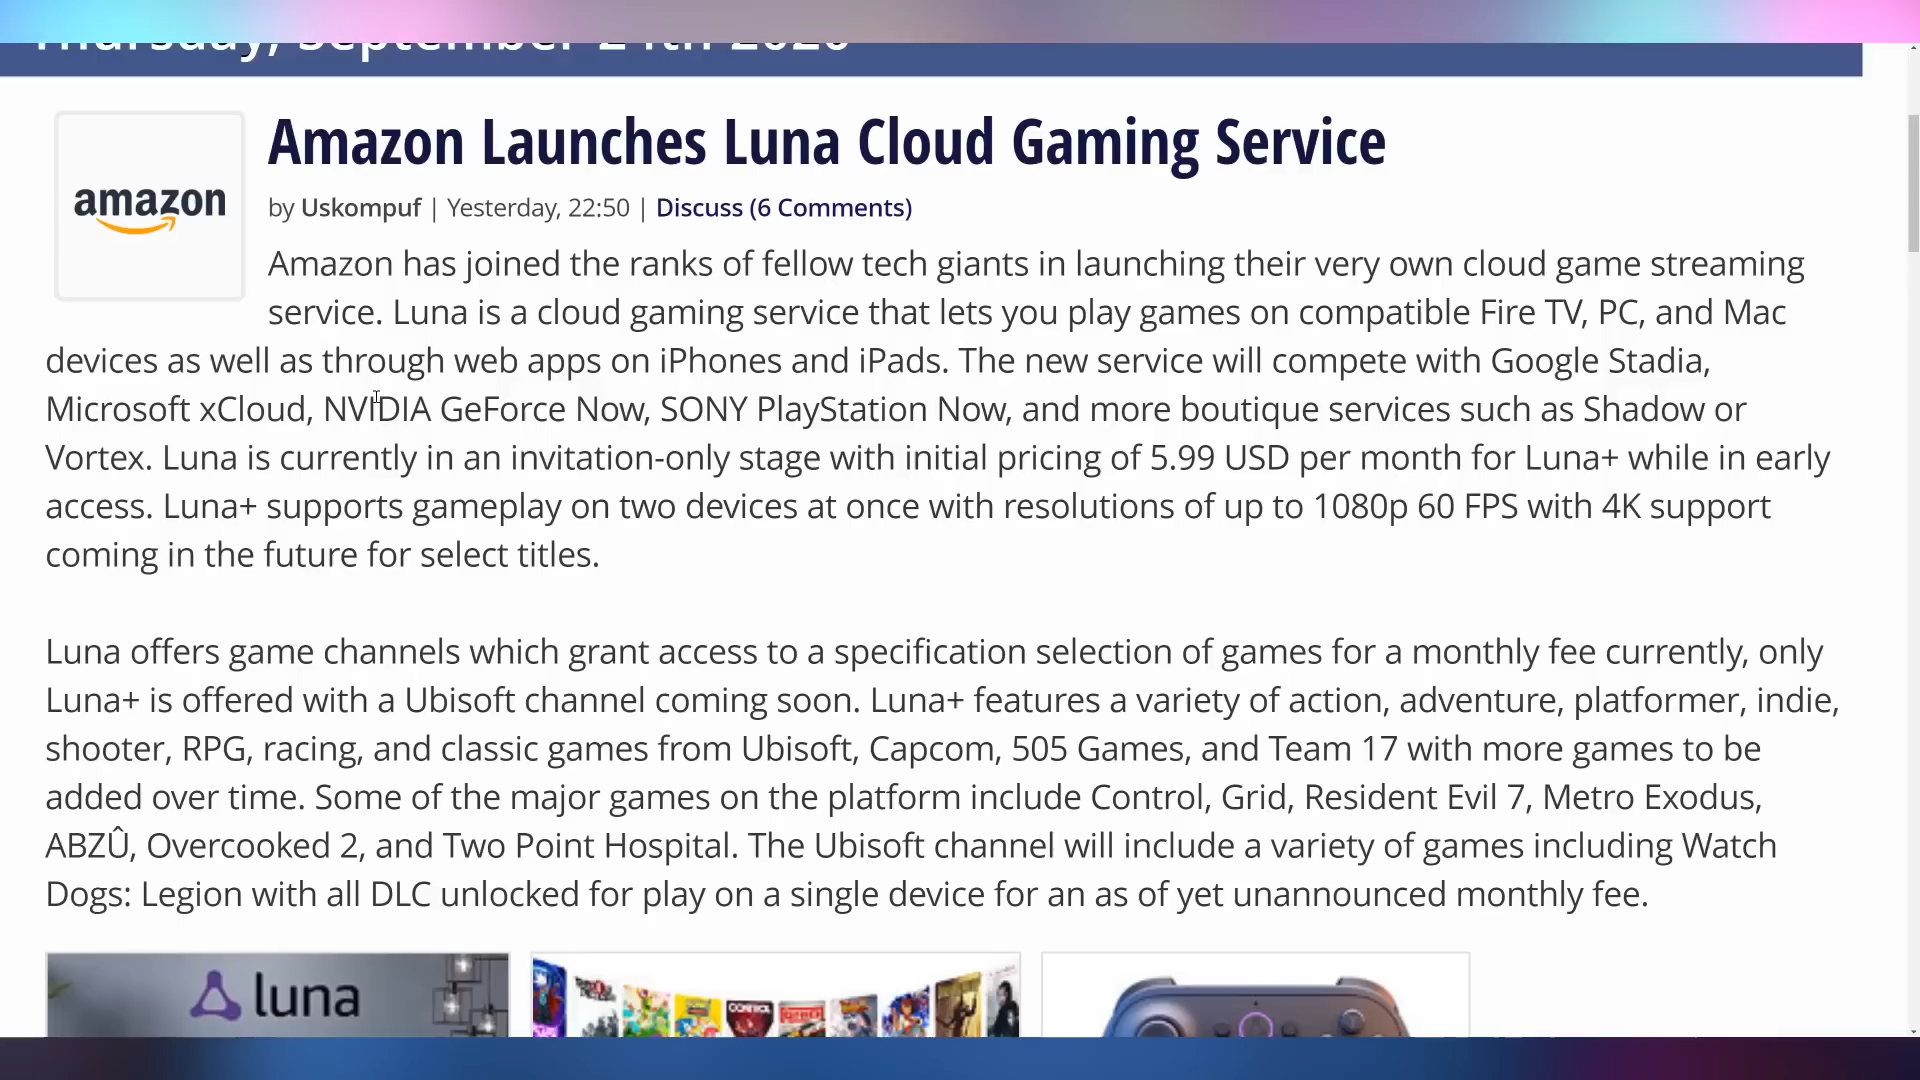 Thursday, September 24th 2020
Amazon Launches Luna Cloud Gaming Service
amazon
by Uskompuf | Yesterday, 22:50 | Discuss (6 Comments)
Amazon has joined the ranks of fellow tech giants in launching their very own cloud game streaming
service. Luna is a cloud gaming service that lets you play games on compatible Fire TV, PC, and Mac
devices as well as through web apps on iPhones and iPads. The new service will compete with Google Stadia,
Microsoft xCloud, NVIDIA GeForce Now, SONY PlayStation Now, and more boutique services such as Shadow or
Vortex. Luna is currently in an invitation-only stage with initial pricing of 5.99 USD per month for Luna+ while in early
access. Luna+ supports gameplay on two devices at once with resolutions of up to 1080p 60 FPS with 4K support
coming in the future for select titles.
Luna offers game channels which grant access to a specification selection of games for a monthly fee currently, only
Luna+ is offered with a Ubisoft channel coming soon. Luna+ features a variety of action, adventure, platformer, indie,
shooter, RPG, racing, and classic games from Ubisoft, Capcom, 505 Games, and Team 17 with more games to be
added over time. Some of the major games on the platform include Control, Grid, Resident Evil 7, Metro Exodus,
ABZÛ, Overcooked 2, and Two Point Hospital. The Ubisoft channel will include a variety of games including Watch
Dogs: Legion with all DLC unlocked for play on a single device for an as of yet unannounced monthly fee.
luna
CONTROL